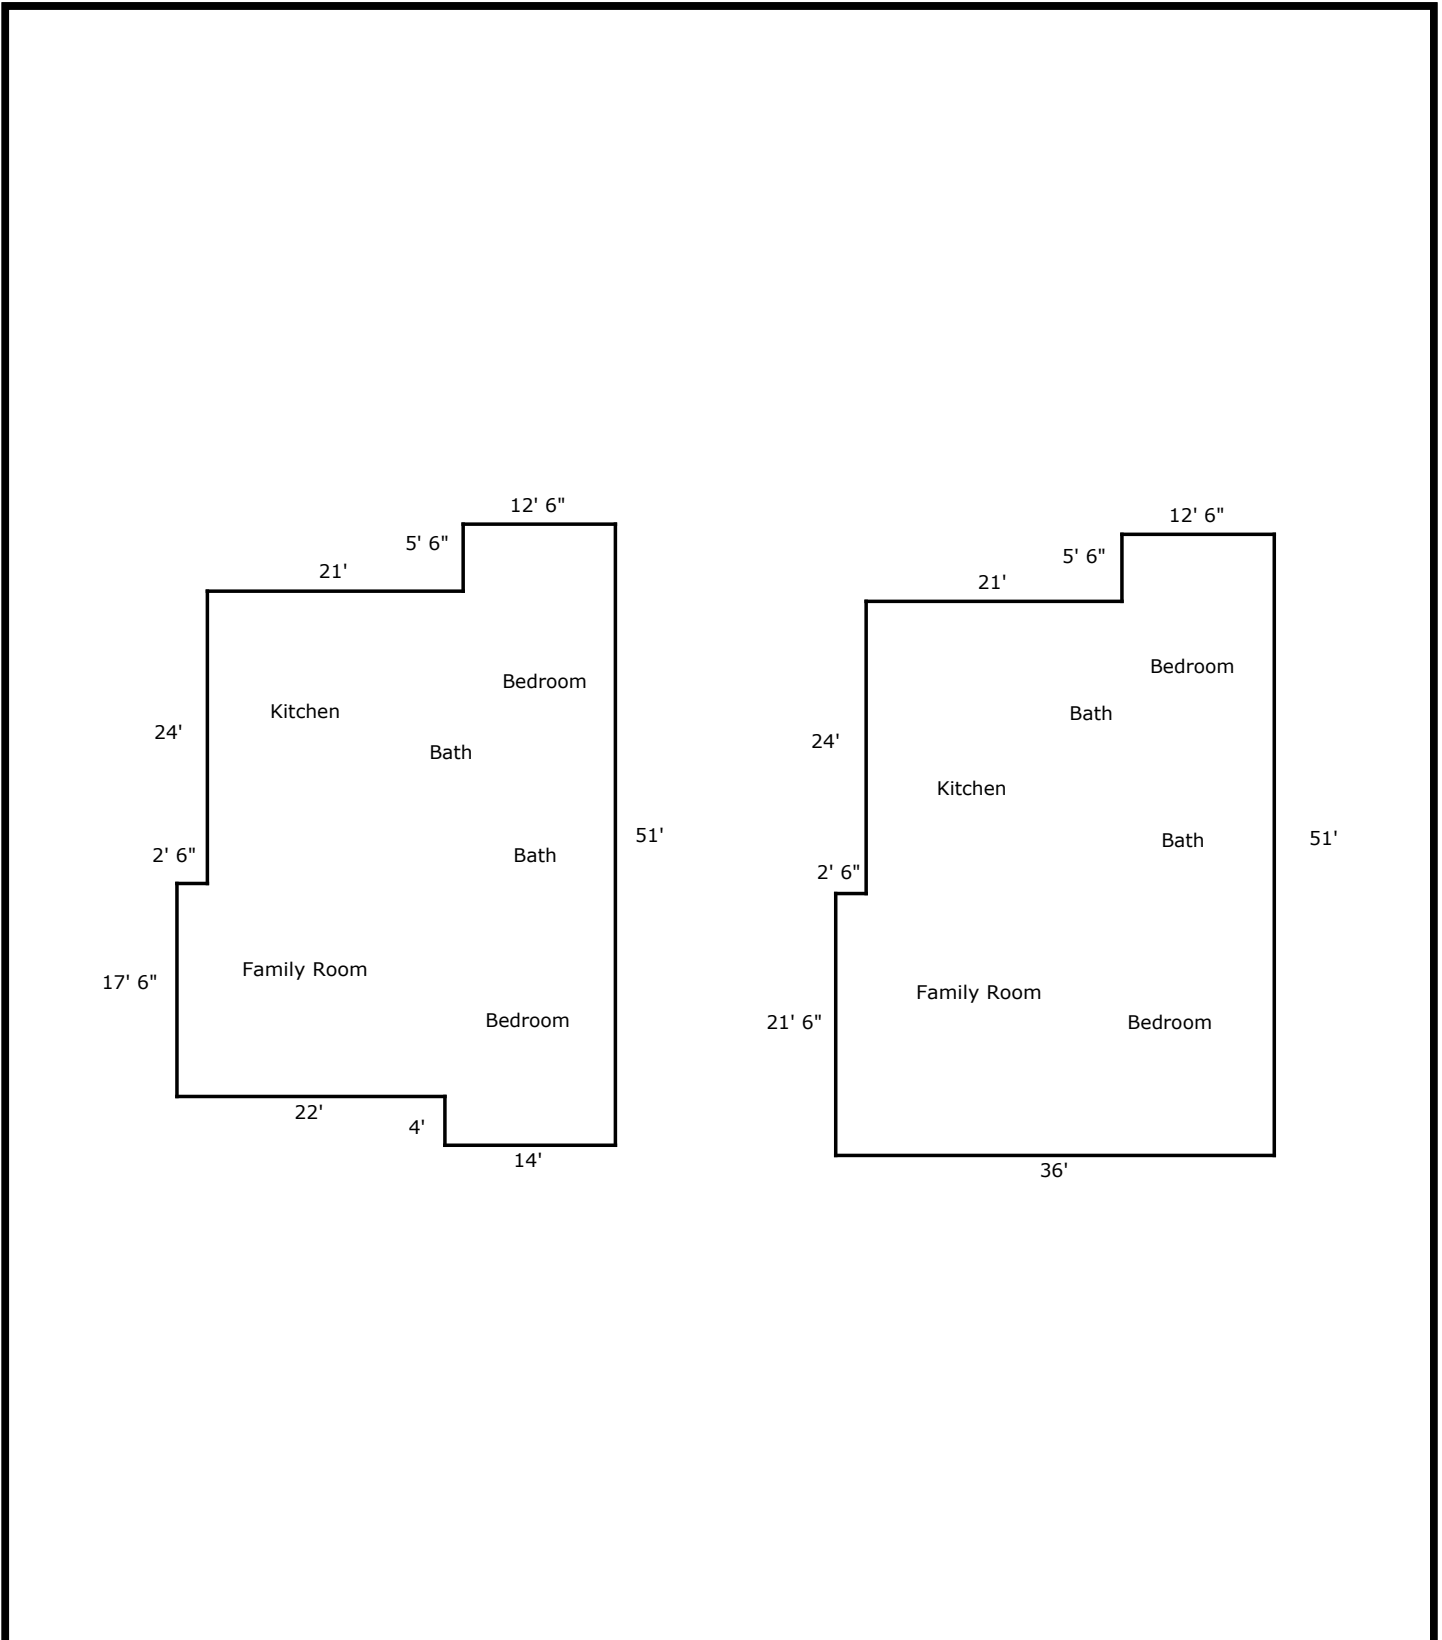 12' 6"
5' 6"
21'
Bedroom
Kitchen
24'
Bath
51'
2' 6"
Bath
Family Room
17' 6"
Bedroom
22'
4'
14'
12' 6"
5' 6"
21'
Bedroom
Bath
24'
Kitchen
Bath
51'
2' 6"
Family Room
21' 6"
Bedroom
36'